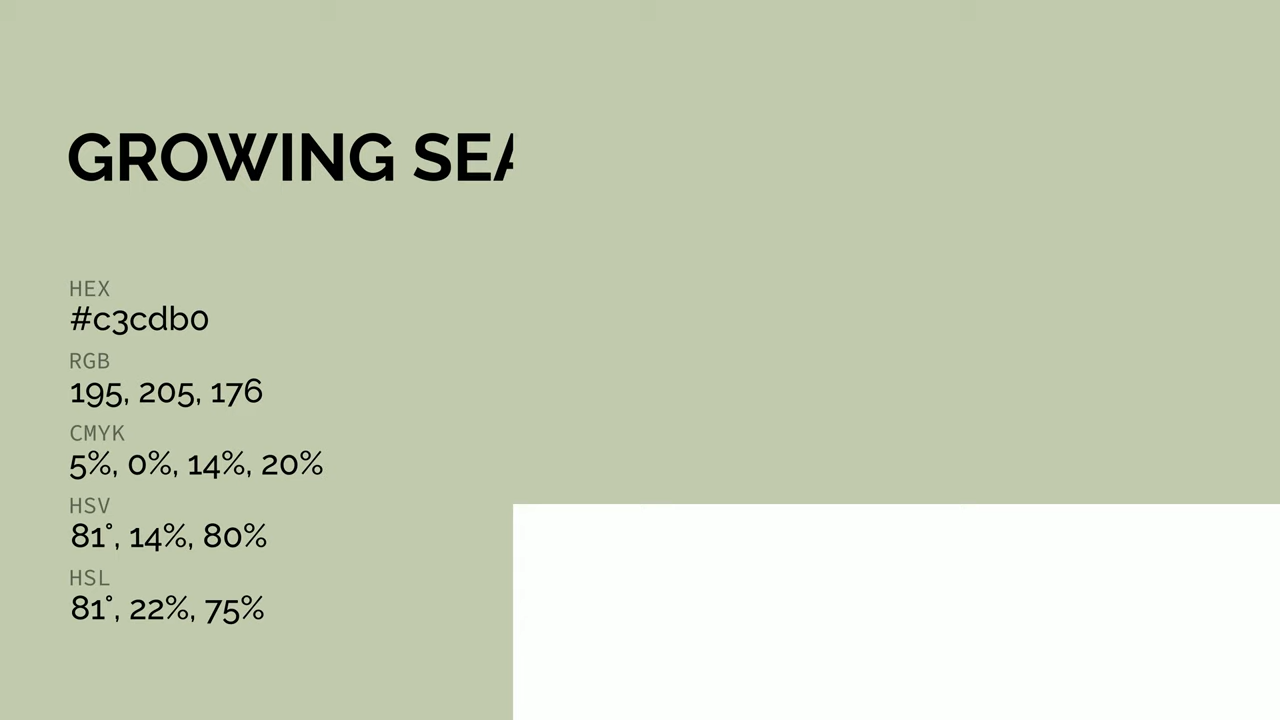 GROWING SEA
HEX
#c3cdb0
RGB
195, 205, 176
CMYK
5%, 0%, 14%, 20%
HSV
81°, 14%, 80%
HSL
81°, 22%, 75%